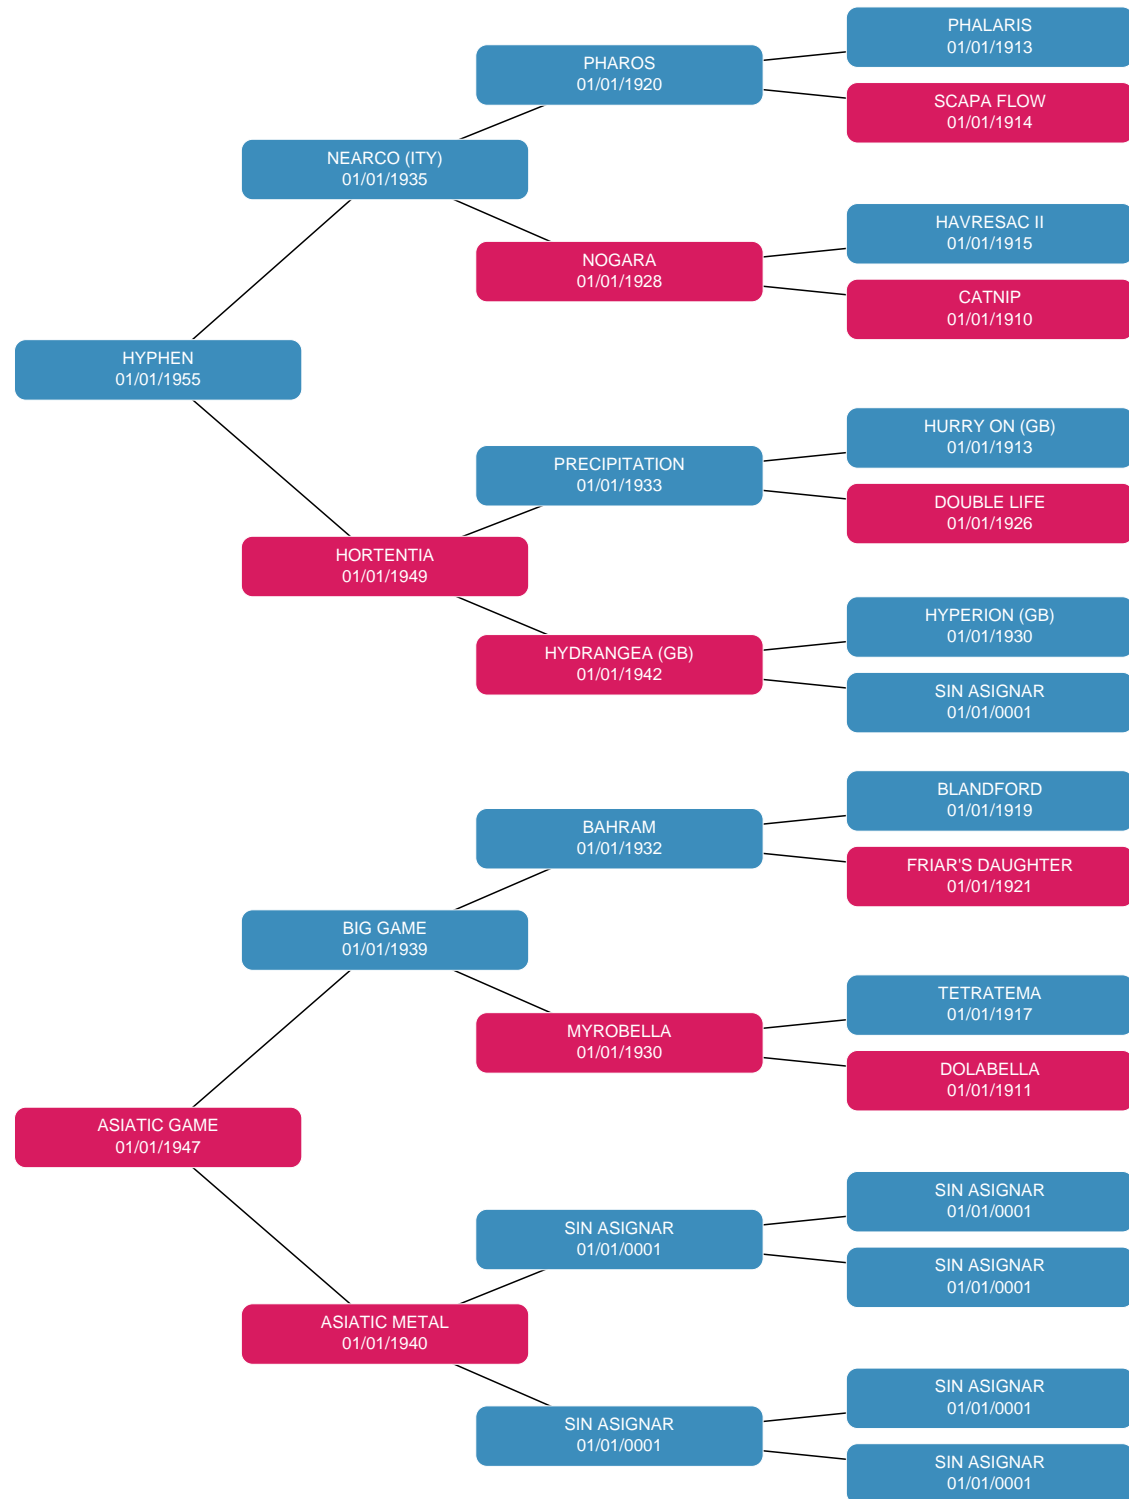 PHALARIS
01/01/1913
PHAROS
01/01/1920
SCAPA FLOW
01/01/1914
NEARCO (ITY)
01/01/1935
HAVRESAC II
01/01/1915
NOGARA
01/01/1928
CATNIP
01/01/1910
HYPHEN
01/01/1955
HURRY ON (GB)
01/01/1913
PRECIPITATION
01/01/1933
DOUBLE LIFE
01/01/1926
HORTENTIA
01/01/1949
HYPERION (GB)
01/01/1930
HYDRANGEA (GB)
01/01/1942
SIN ASIGNAR
01/01/0001
BLANDFORD
01/01/1919
BAHRAM
01/01/1932
FRIAR'S DAUGHTER
01/01/1921
BIG GAME
01/01/1939
TETRATEMA
01/01/1917
MYROBELLA
01/01/1930
DOLABELLA
01/01/1911
ASIATIC GAME
01/01/1947
SIN ASIGNAR
01/01/0001
SIN ASIGNAR
01/01/0001
SIN ASIGNAR
01/01/0001
ASIATIC METAL
01/01/1940
SIN ASIGNAR
01/01/0001
SIN ASIGNAR
01/01/0001
SIN ASIGNAR
01/01/0001